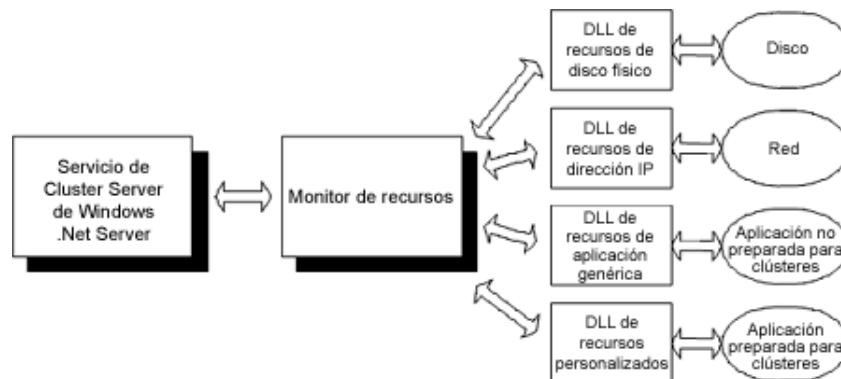 Servicio de
Cluster Server
de Windows
.Net Server
Monitor de recursos
DLL de
recursos de
disco físico
Disco
DLL de
recursos de
dirección IP
Red
DLL de
recursos de
aplicación
genérica
Aplicación no
preparada para
clústeres
DLL de
recursos
personalizados
Aplicación
preparada para
clústeres